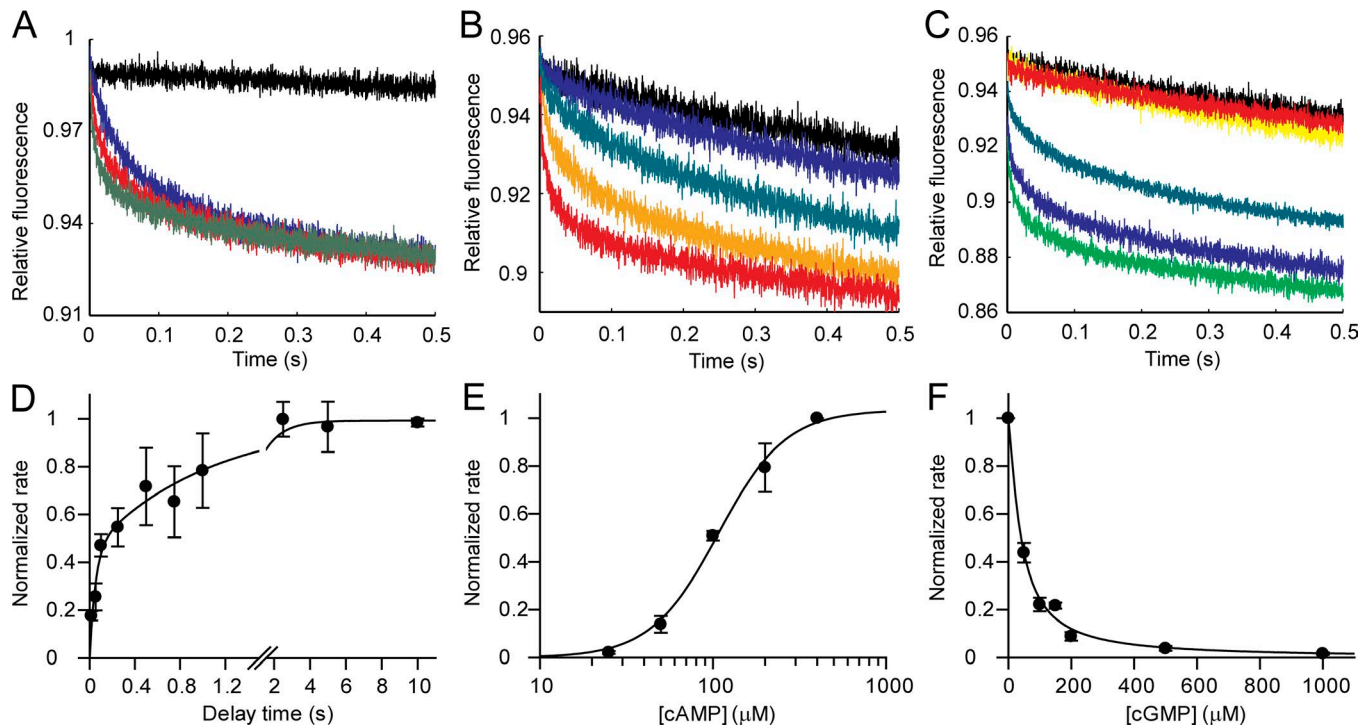 A
1
0.97
0.94
0.91
Relative fluorescence
0 0.1 0.2 0.3 0.4 0.5
Time (s)
B
0.96
0.94
0.92
0.9
Relative fluorescence
0 0.1 0.2 0.3 0.4 0.5
Time (s)
C
0.96
0.94
0.92
0.9
0.88
0.86
Relative fluorescence
0 0.1 0.2 0.3 0.4 0.5
Time (s)
D
1
0.8
0.6
0.4
0.2
0
Normalized rate
0 0.4 0.8 1.2 2 4 6 8 10
Delay time (s)
E
1
0.8
0.6
0.4
0.2
0
Normalized rate
10 100 1000
[cAMP] (μM)
F
1
0.8
0.6
0.4
0.2
0
Normalized rate
0 200 400 600 800 1000
[cGMP] (μM)